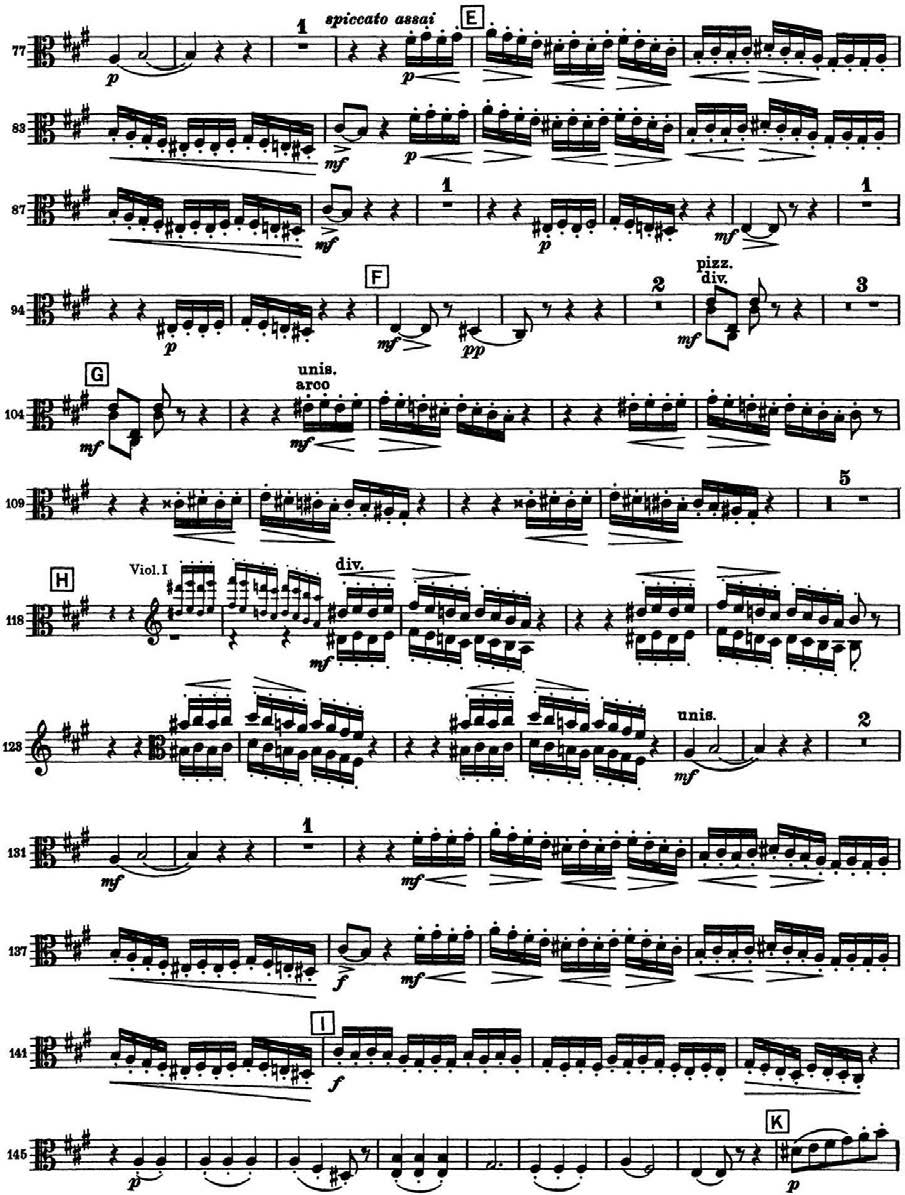 spiccato assai E
1
77
p p
83
mf p
1 1
87
mf p mf
F pizz.
div.
2 3
94
p mf pp mf
G unis.
arco
104
mf mf
109
5
H Viol. I div.
118
mf
unis.
2
123
mf
1
131
mf mf
137
f mf
I
141
f
K
145
p p